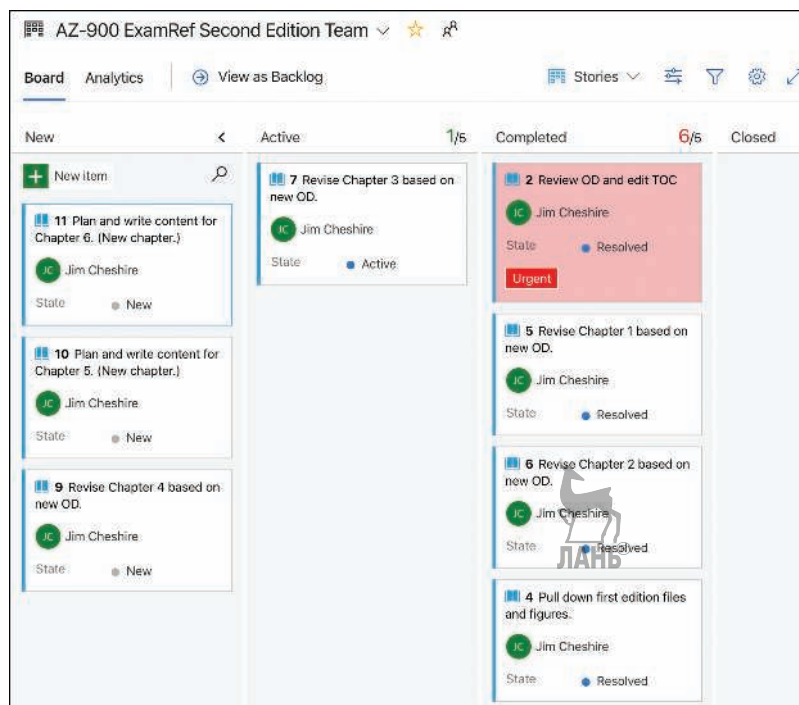 AZ-900 ExamRef Second Edition Team
Board
Analytics
View as Backlog
Stories
New
Active
1/5
Completed
6/5
Closed
New item
11 Plan and write content for
Chapter 6. (New chapter.)
JC Jim Cheshire
State
New
10 Plan and write content for
Chapter 5. (New chapter.)
JC Jim Cheshire
State
New
9 Revise Chapter 4 based on
new OD.
JC Jim Cheshire
State
New
7 Revise Chapter 3 based on
new OD.
JC Jim Cheshire
State
Active
2 Review OD and edit TOC
JC Jim Cheshire
State
Resolved
Urgent
5 Revise Chapter 1 based on
new OD.
JC Jim Cheshire
State
Resolved
6 Revise Chapter 2 based on
new OD.
JC Jim Cheshire
State
Resolved
ЛАНЬ®
4 Pull down first edition files
and figures.
JC Jim Cheshire
State
Resolved